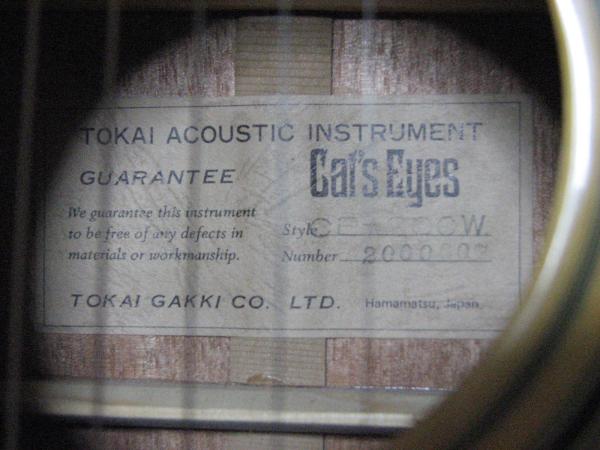 TOKAI ACOUSTIC INSTRUMENT
GUARANTEE
Cat's Eyes
We guarantee this instrument
to be free of any defects in
materials or workmanship.
Style
Number
TOKAI GAKKI CO. LTD. Hamamatsu, Japan